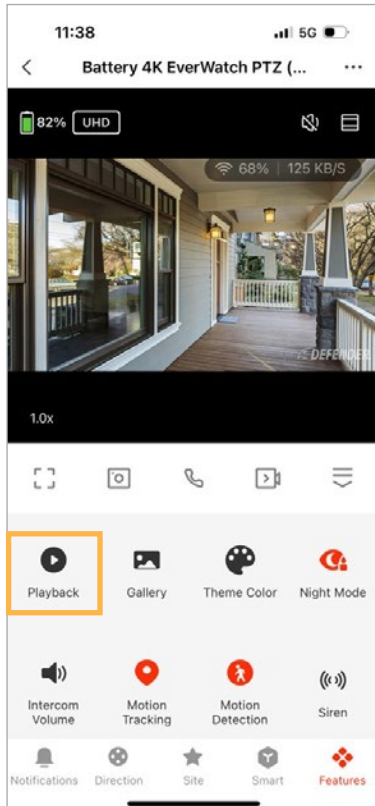 11:38
5G
Battery 4K EverWatch PTZ (...
82% UHD
68% | 125 KB/S
DEFENDER
1.0x
Playback
Gallery
Theme Color
Night Mode
Intercom
Volume
Motion
Tracking
Motion
Detection
Siren
Notifications
Direction
Site
Smart
Features